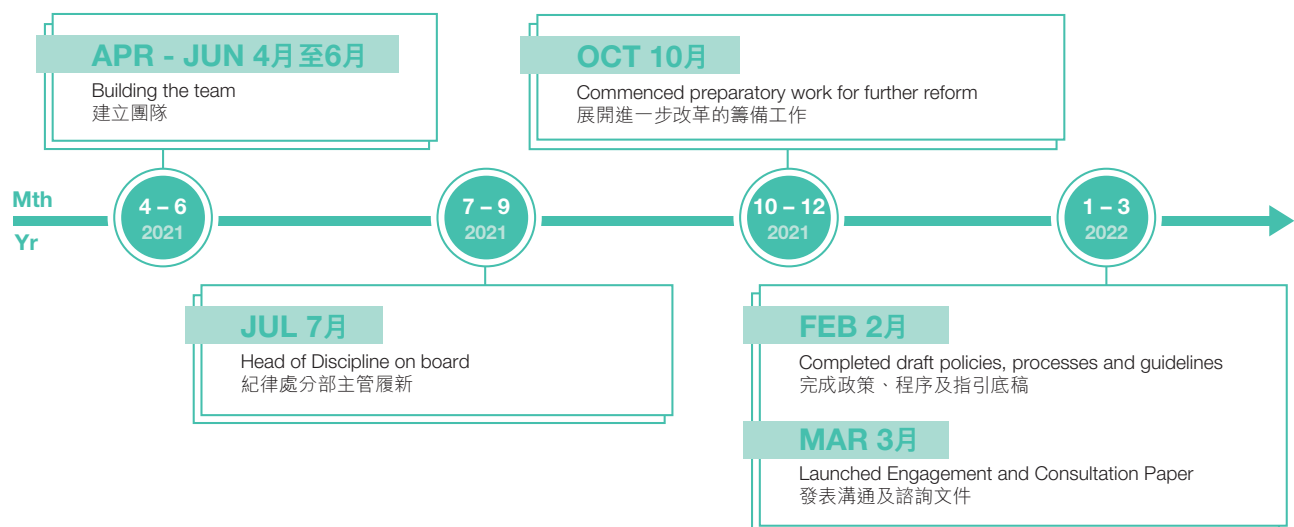 APR - JUN 4月至6月
Building the team
建立團隊
OCT 10月
Commenced preparatory work for further reform
展開進一步改革的籌備工作
Mth
Yr
4 – 6
2021
7 – 9
2021
10 – 12
2021
1 – 3
2022
JUL 7月
Head of Discipline on board
紀律處分部主管履新
FEB 2月
Completed draft policies, processes and guidelines
完成政策、程序及指引底稿
MAR 3月
Launched Engagement and Consultation Paper
發表溝通及諮詢文件